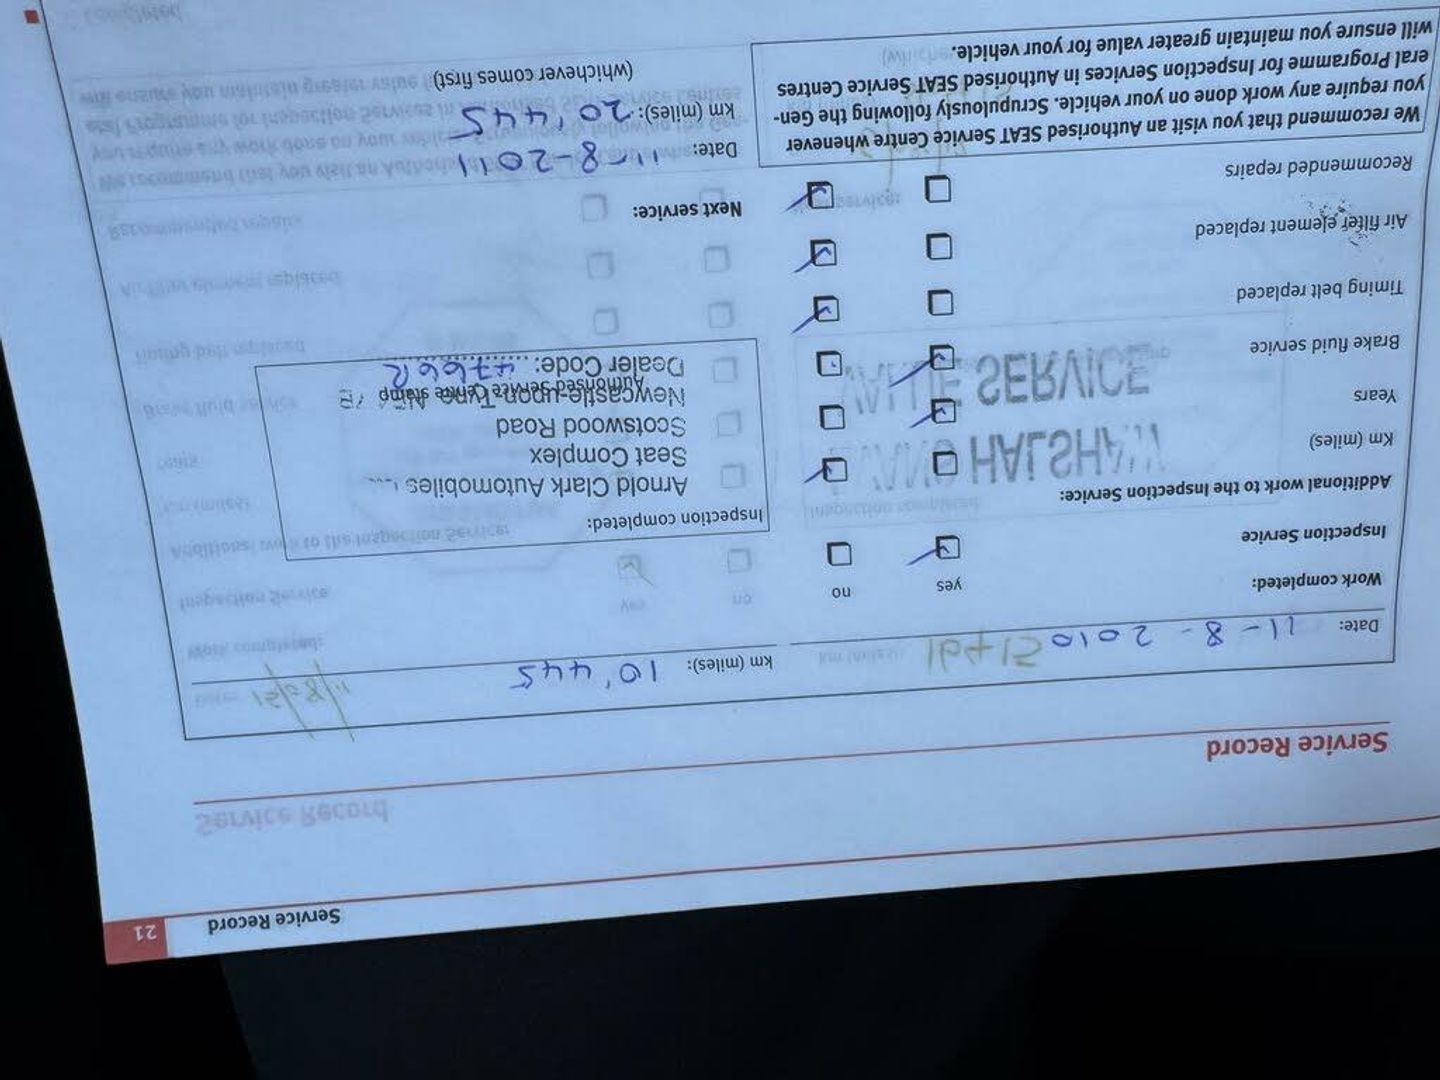 Service Record 21
Service Record
Date: 11-8-2010 km (miles): 10,445
Work completed: yes no
Inspection Service
Additional work to the Inspection Service:
Km (miles)
Years
Brake fluid service
Timing belt replaced
Air filter element replaced
Recommended repairs
Inspection completed:
Arnold Clark Automobiles
Seat Complex
Scotswood Road
Newcastle-upon-Tyne
Authorised Service Centre stamp
Dealer Code: 4766R
Next service:
Date: 11-8-2011
km (miles): 20,445
(whichever comes first)
We recommend that you visit an Authorised SEAT Service Centre whenever
you require any work done on your vehicle. Scrupulously following the Gen-
eral Programme for Inspection Services in Authorised SEAT Service Centres
will ensure you maintain greater value for your vehicle.